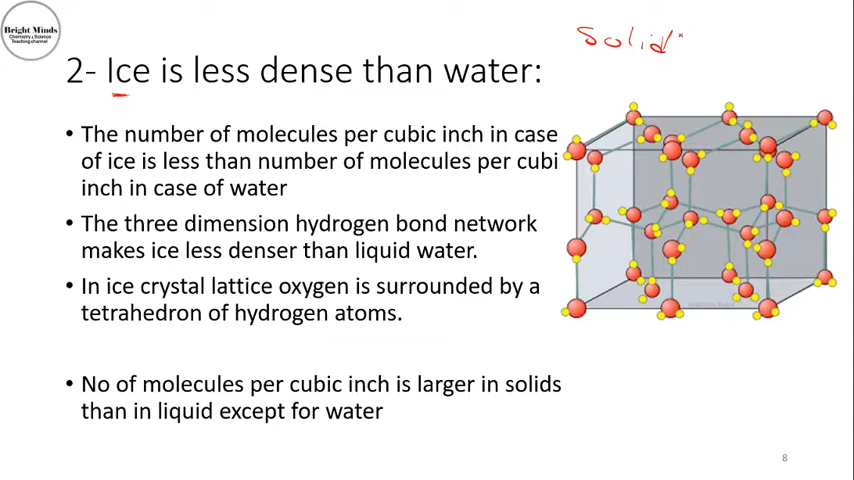 Bright Minds
Chemistry & Science
Teaching channel
Solid
2- Ice is less dense than water:
• The number of molecules per cubic inch in case
of ice is less than number of molecules per cubi
inch in case of water
• The three dimension hydrogen bond network
makes ice less denser than liquid water.
• In ice crystal lattice oxygen is surrounded by a
tetrahedron of hydrogen atoms.
• No of molecules per cubic inch is larger in solids
than in liquid except for water
8